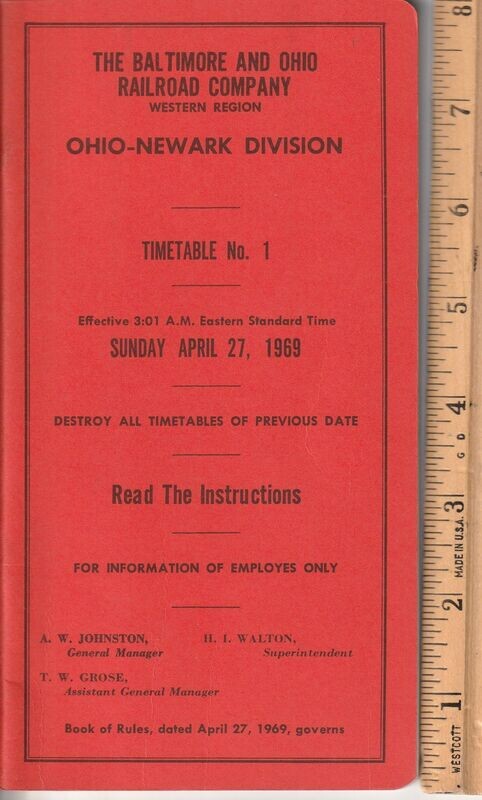 THE BALTIMORE AND OHIO
RAILROAD COMPANY
WESTERN REGION
OHIO-NEWARK DIVISION
TIMETABLE No. 1
Effective 3:01 A.M. Eastern Standard Time
SUNDAY APRIL 27, 1969
DESTROY ALL TIMETABLES OF PREVIOUS DATE
Read The Instructions
FOR INFORMATION OF EMPLOYES ONLY
A. W. JOHNSTON,
General Manager
H. I. WALTON,
Superintendent
T. W. GROSE,
Assistant General Manager
Book of Rules, dated April 27, 1969, governs
8
7
6
5
4
G D
3
MADE IN U.S.A.
2
1
WESTCOTT